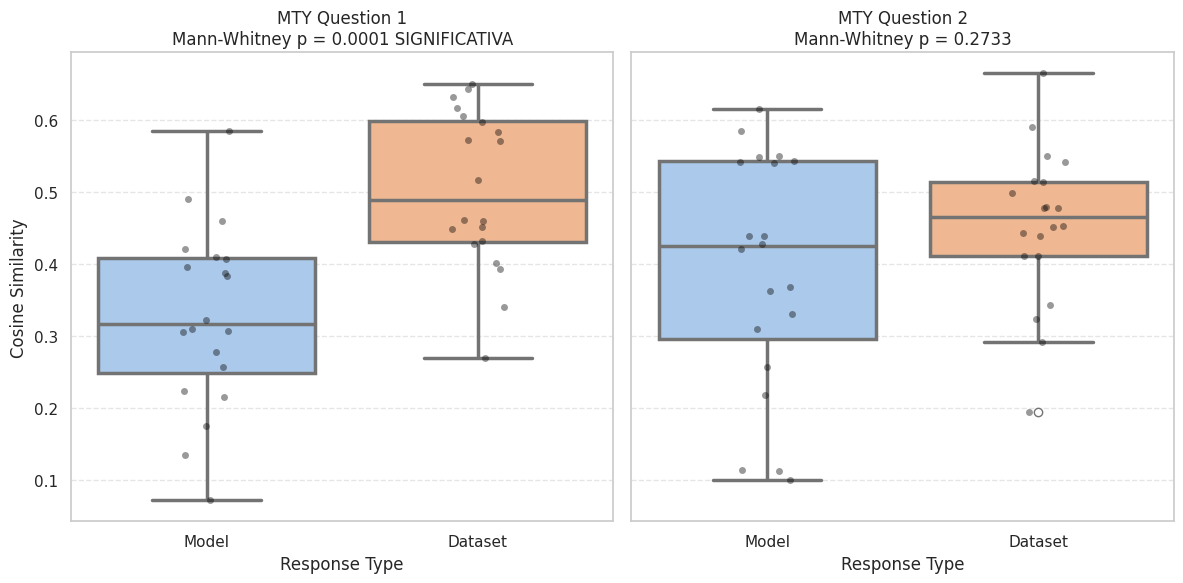 MTY Question 1
Mann-Whitney p = 0.0001 SIGNIFICATIVA
MTY Question 2
Mann-Whitney p = 0.2733
Cosine Similarity
0.6
0.5
0.4
0.3
0.2
0.1
Model
Dataset
Response Type
Model
Dataset
Response Type